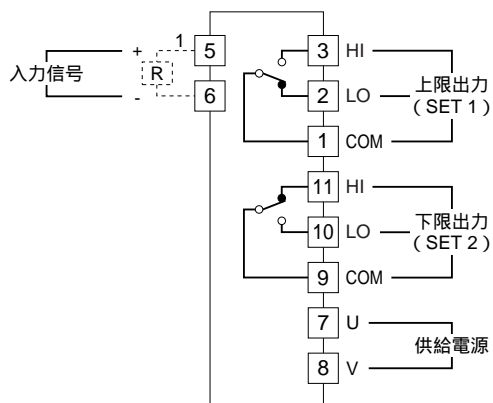 入力信号
+
-
1
R
5
6
3 HI
2 LO
1 COM
上限出力
(SET 1)
11 HI
10 LO
9 COM
下限出力
(SET 2)
7 U
8 V
供給電源